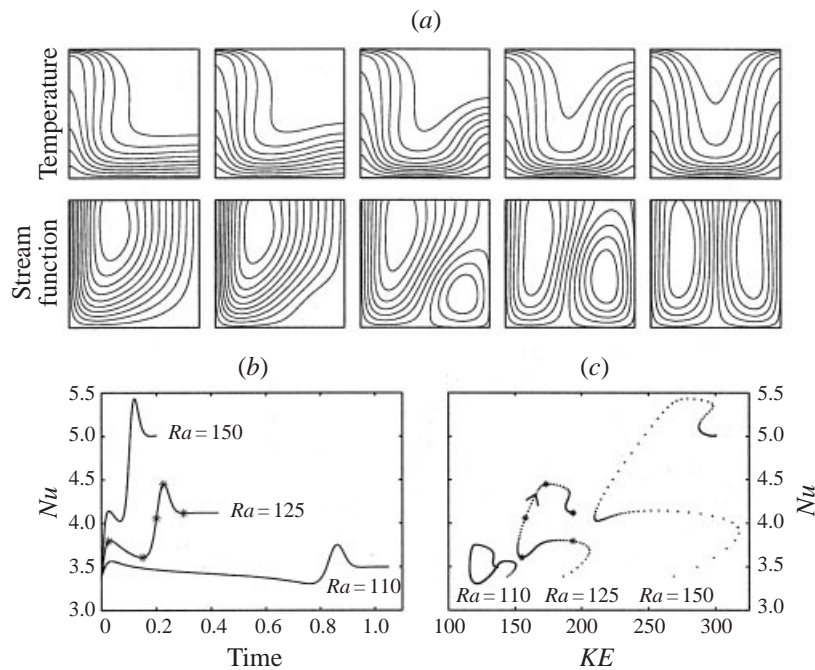 (a)
Temperature
Stream
function
(b)
(c)
5.5
5.0
4.5
4.0
3.5
3.0
Nu
Ra = 150
Ra = 125
Ra = 110
0
0.2
0.4
0.6
0.8
1.0
Time
Ra = 110
Ra = 125
Ra = 150
100
150
200
250
300
KE
5.5
5.0
4.5
4.0
3.5
3.0
Nu